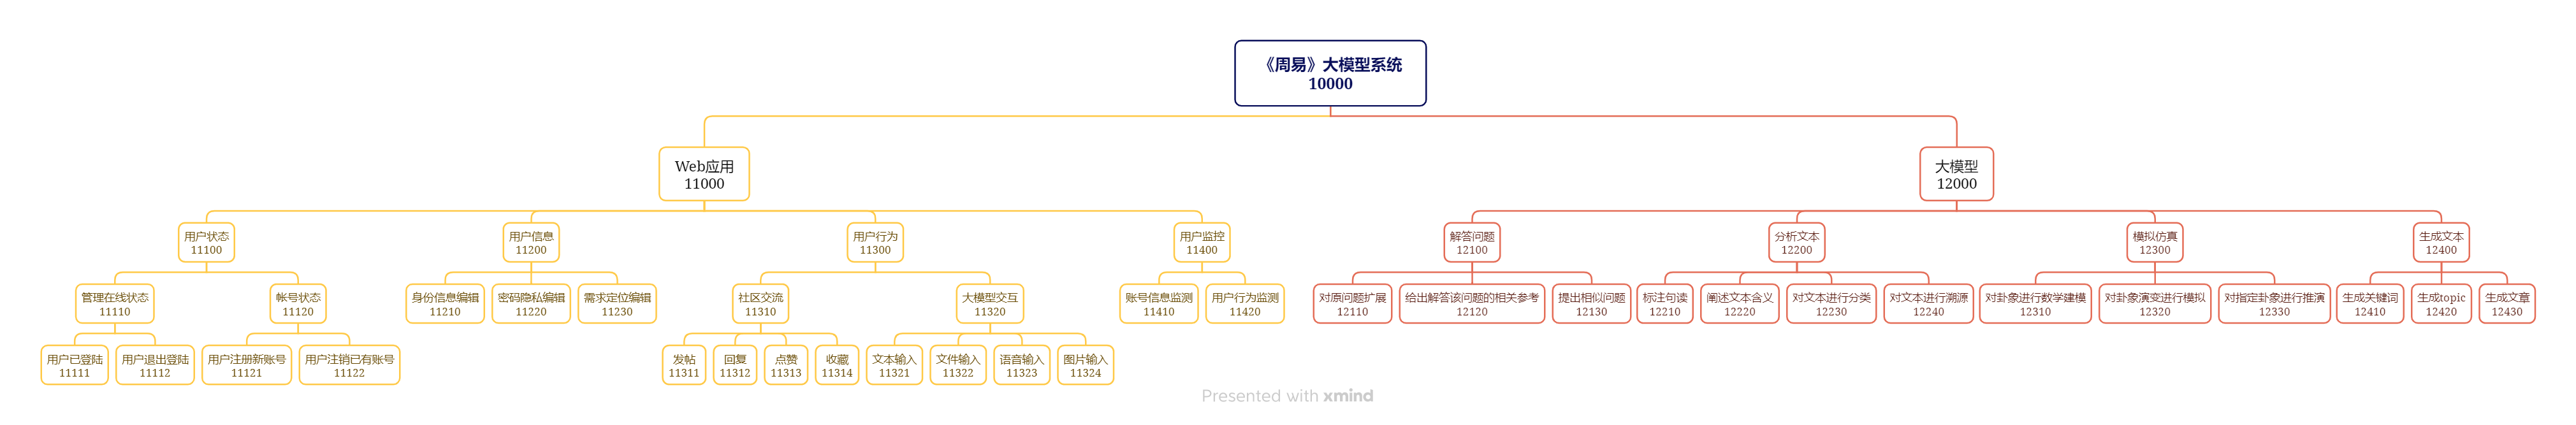 《周易》大模型系统
10000
Web应用
11000
大模型
12000
用户状态
11100
用户信息
11200
用户行为
11300
用户监控
11400
解答问题
12100
分析文本
12200
模拟仿真
12300
生成文本
12400
管理在线状态
11110
帐号状态
11120
身份信息编辑
11210
密码隐私编辑
11220
需求定位编辑
11230
社区交流
11310
大模型交互
11320
账号信息监测
11410
用户行为监测
11420
对原问题扩展
12110
给出解答该问题的相关参考
12120
提出相似问题
12130
标注句读
12210
阐述文本含义
12220
对文本进行分类
12230
对文本进行溯源
12240
对卦象进行数学建模
12310
对卦象演变进行模拟
12320
对指定卦象进行推演
12330
生成关键词
12410
生成topic
12420
生成文章
12430
用户已登陆
11111
用户退出登陆
11112
用户注册新账号
11121
用户注销已有账号
11122
发帖
11311
回复
11312
点赞
11313
收藏
11314
文本输入
11321
文件输入
11322
语音输入
11323
图片输入
11324
Presented with xmind